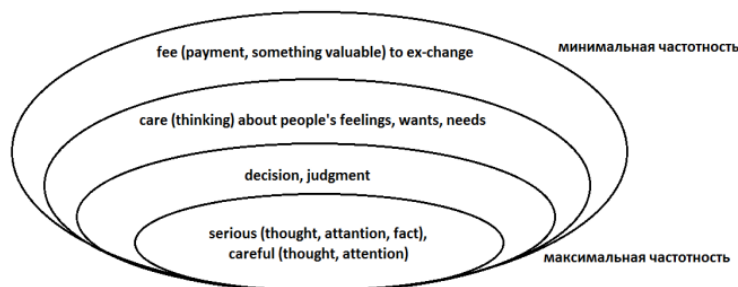 fee (payment, something valuable) to ex-change
минимальная частотность
care (thinking) about people's feelings, wants, needs
decision, judgment
serious (thought, attantion, fact),
careful (thought, attention)
максимальная частотность